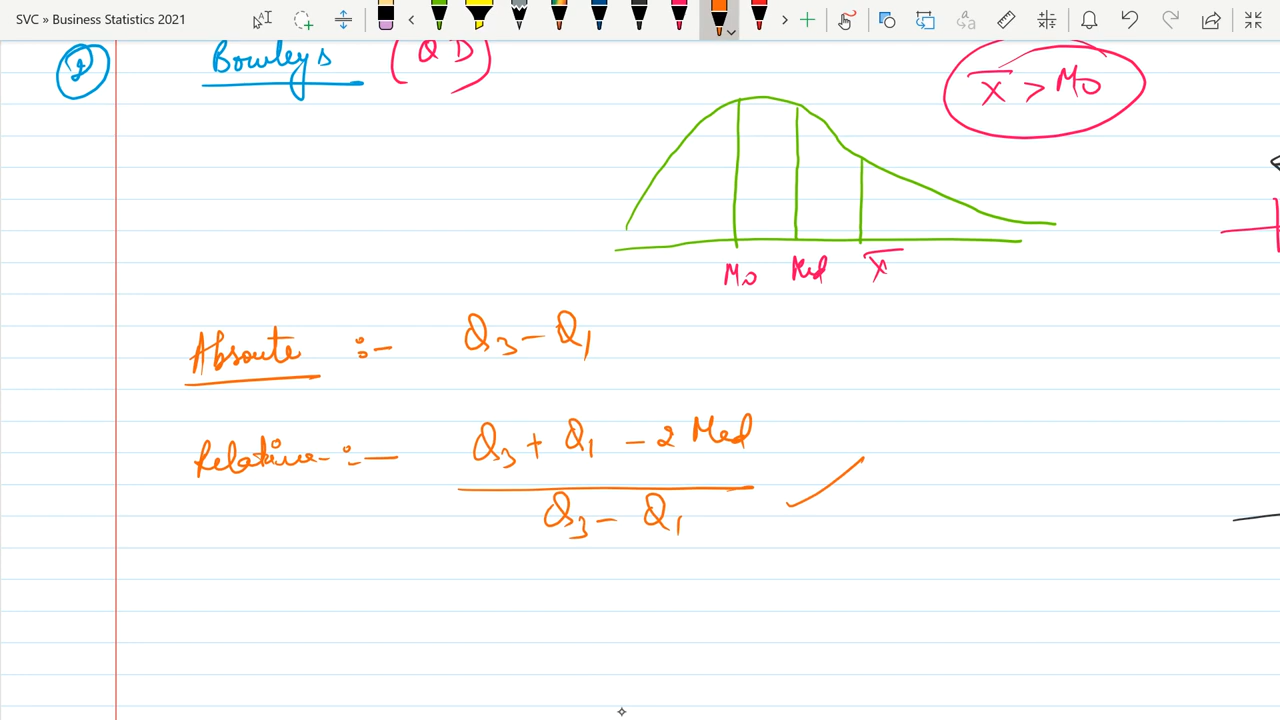 SVC » Business Statistics 2021
2 Bowleys (QD)
X̄ > Mo
Mo Med X̄
Absoute :- Q3 - Q1
Relative :- Q3 + Q1 - 2 Med
Q3 - Q1